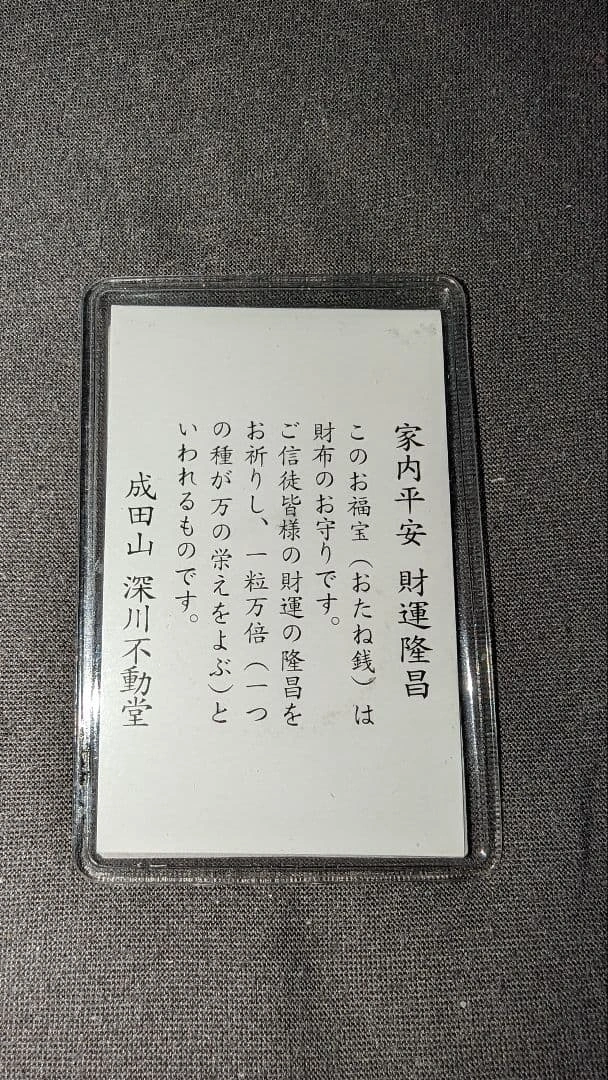 家内平安 財運隆昌
このお福宝（おたね銭）は
財布のお守りです。
ご信徒皆様の財運の隆昌を
お祈りし、一粒万倍（一つ
の種が万の栄えをよぶ）と
いわれるものです。
成田山 深川不動堂